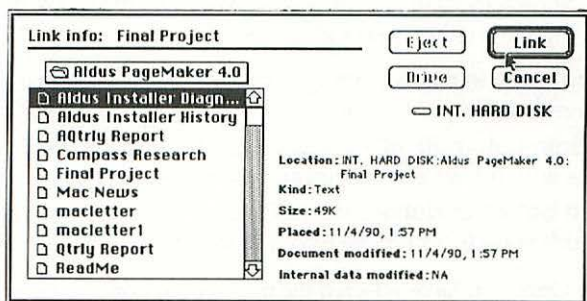 Link info: Final Project
Eject
Link
Aldus PageMaker 4.0
Drive
Cancel
Aldus Installer Diagn...
Aldus Installer History
AQtrly Report
Compass Research
Final Project
Mac News
macletter
macletter1
Qtrly Report
ReadMe
INT. HARD DISK
Location: INT. HARD DISK:Aldus PageMaker 4.0:
Final Project
Kind: Text
Size: 49K
Placed: 11/4/90, 1:57 PM
Document modified: 11/4/90, 1:57 PM
Internal data modified: NA